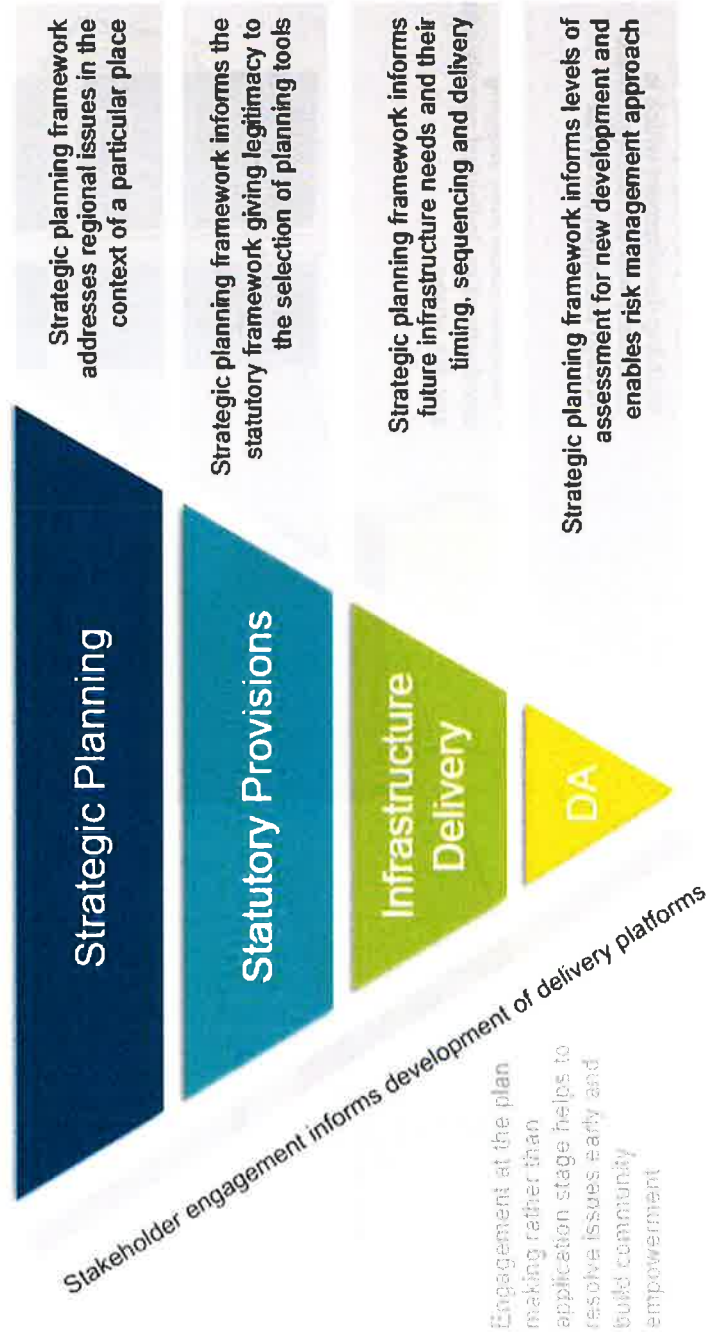 Strategic Planning
Strategic planning framework
addresses regional issues in the
context of a particular place
Statutory Provisions
Strategic planning framework informs the
statutory framework giving legitimacy to
the selection of planning tools
Infrastructure
Delivery
Strategic planning framework informs
future infrastructure needs and their
timing, sequencing and delivery
DA
Strategic planning framework informs levels of
assessment for new development and
enables risk management approach
Stakeholder engagement informs development of delivery platforms
Engagement at the plan
making rather than
application stage helps to
resolve issues early and
build community
empowerment